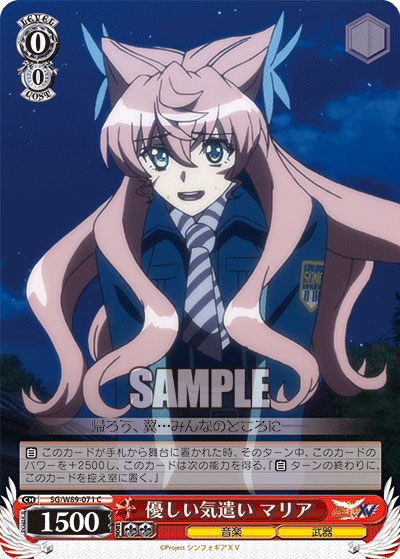 LEVEL
0
0
COST
SONG
SAMPLE
帰ろう、翼…みんなのところに――
【自】 このカードが手札から舞台に置かれた時、そのターン中、このカードの
パワーを+2500し、このカードは次の能力を得る。『【自】 ターンの終わりに、
このカードを控え室に置く。』
CH
SG/W89-071 C
1500
優しい気遣い マリア
XV
音楽
武器
©Project シンフォギアXV